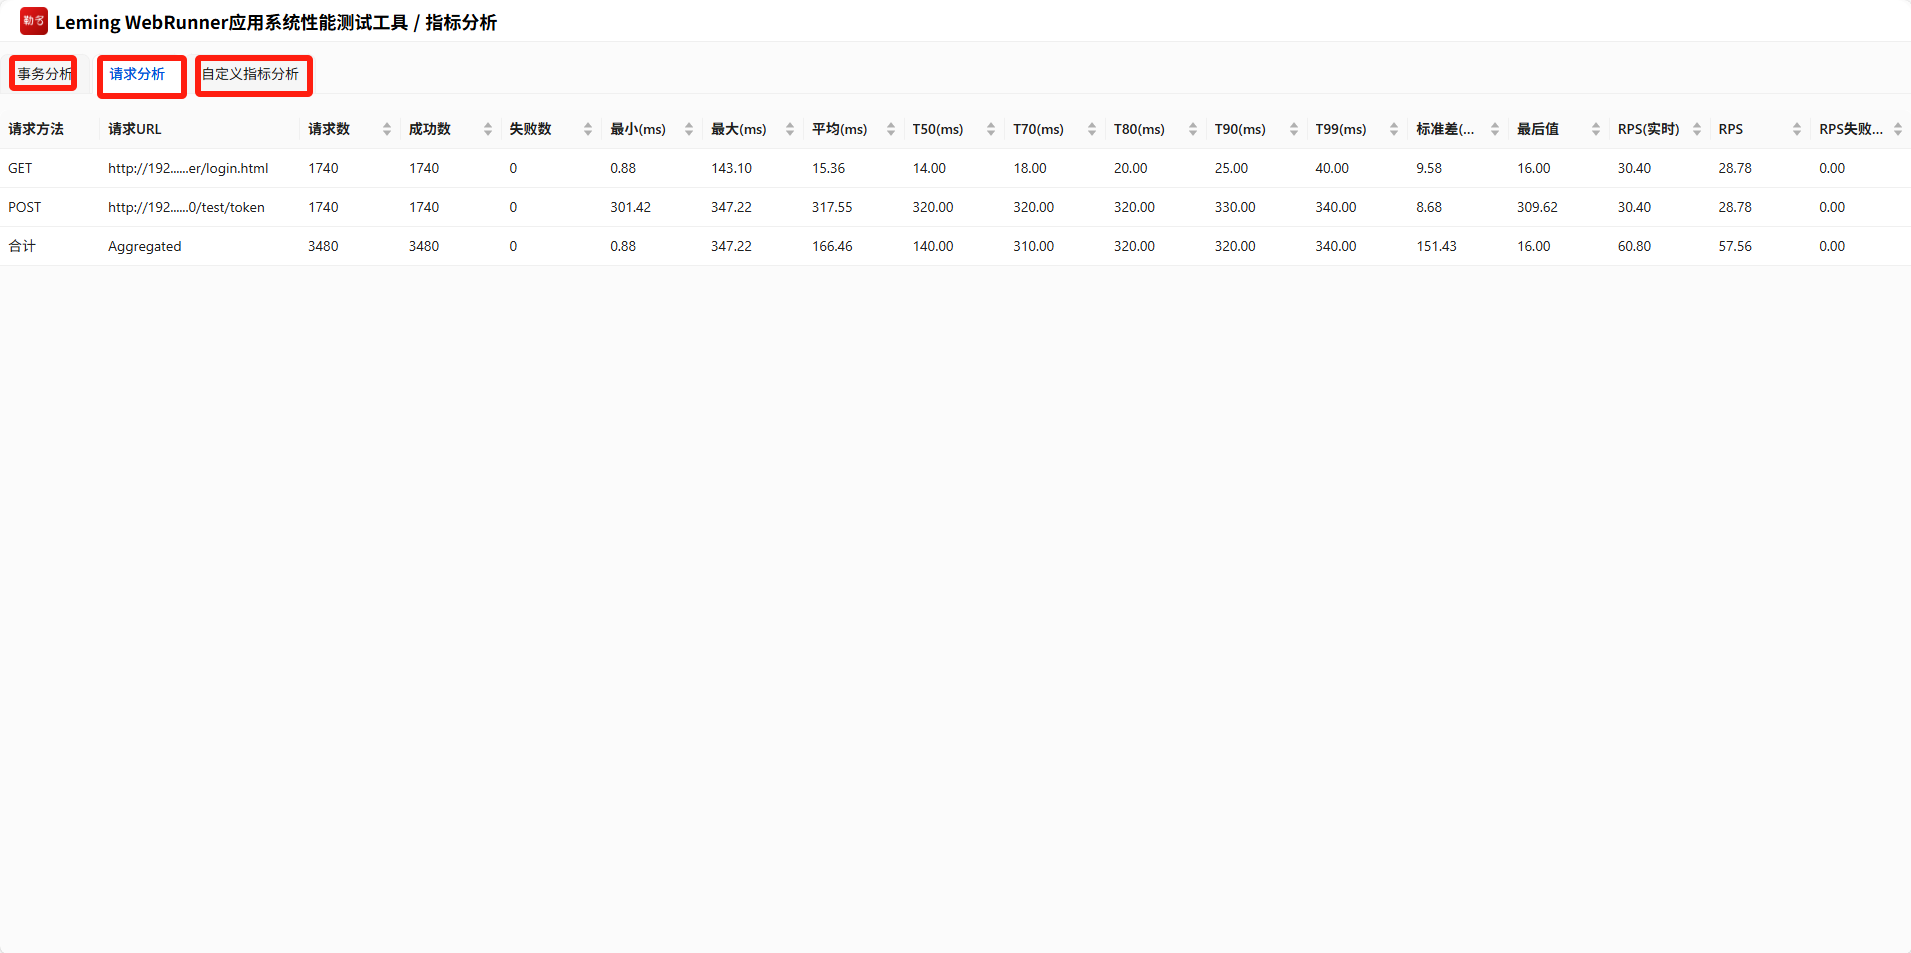 勒名 Leming WebRunner应用系统性能测试工具 / 指标分析
事务分析 请求分析 自定义指标分析
请求方法 请求URL 请求数 成功数 失败数 最小(ms) 最大(ms) 平均(ms) T50(ms) T70(ms) T80(ms) T90(ms) T99(ms) 标准差(... 最后值 RPS(实时) RPS RPS失败...
GET http://192......er/login.html 1740 1740 0 0.88 143.10 15.36 14.00 18.00 20.00 25.00 40.00 9.58 16.00 30.40 28.78 0.00
POST http://192......0/test/token 1740 1740 0 301.42 347.22 317.55 320.00 320.00 320.00 330.00 340.00 8.68 309.62 30.40 28.78 0.00
合计 Aggregated 3480 3480 0 0.88 347.22 166.46 140.00 310.00 320.00 320.00 340.00 151.43 16.00 60.80 57.56 0.00